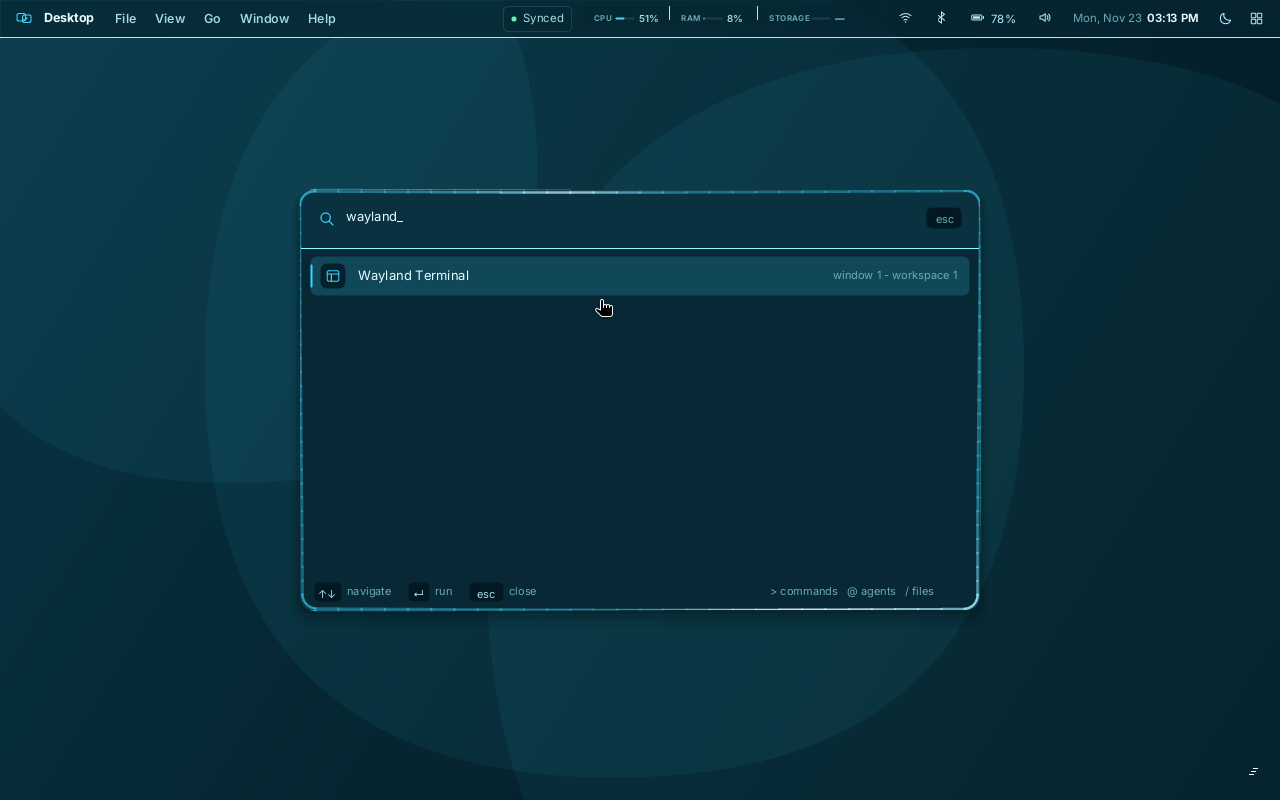 Desktop File View Go Window Help Synced CPU 51% RAM 8% STORAGE — 78% Mon, Nov 23 03:13 PM
wayland_ esc
Wayland Terminal window 1 - workspace 1
↑↓ navigate ↵ run esc close > commands @ agents / files